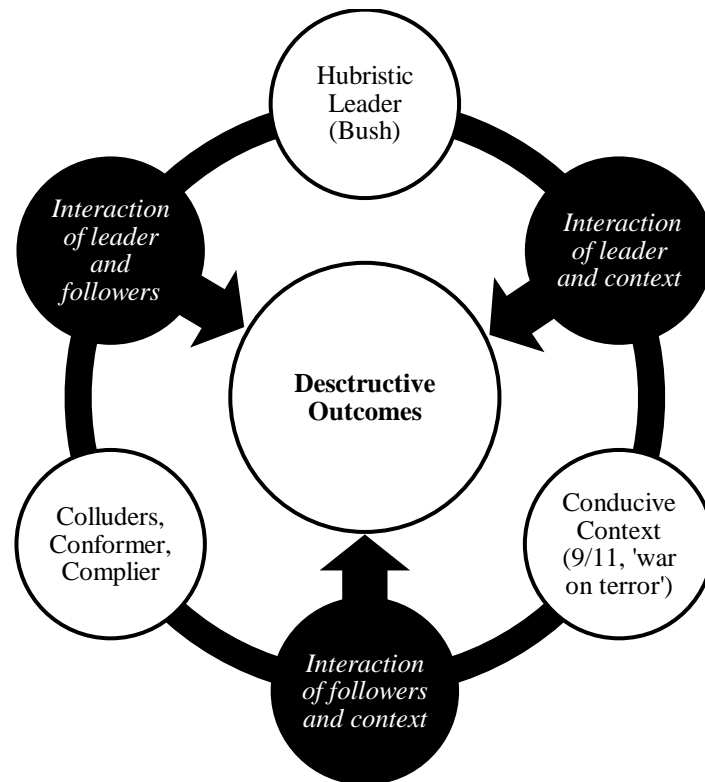 Hubristic
Leader
(Bush)
Interaction
of leader
and
followers
Interaction
of leader
and context
Desctructive
Outcomes
Colluders,
Conformer,
Complier
Conducive
Context
(9/11, 'war
on terror')
Interaction
of followers
and context